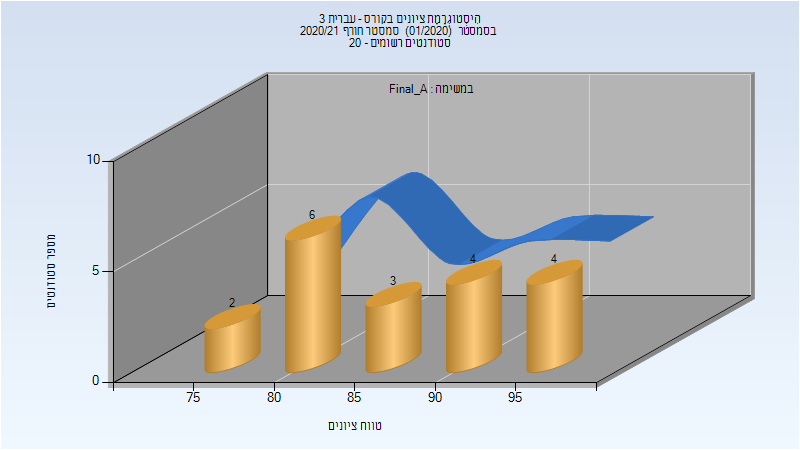 היסטוגרמת ציונים בקורס - עברית 3
בסמסטר (01/2020) סמסטר חורף 2020/21
סטודנטים רשומים - 20
במשימה : Final_A
מספר סטודנטים
10
5
0
2
6
3
4
4
75
80
85
90
95
טווח ציונים